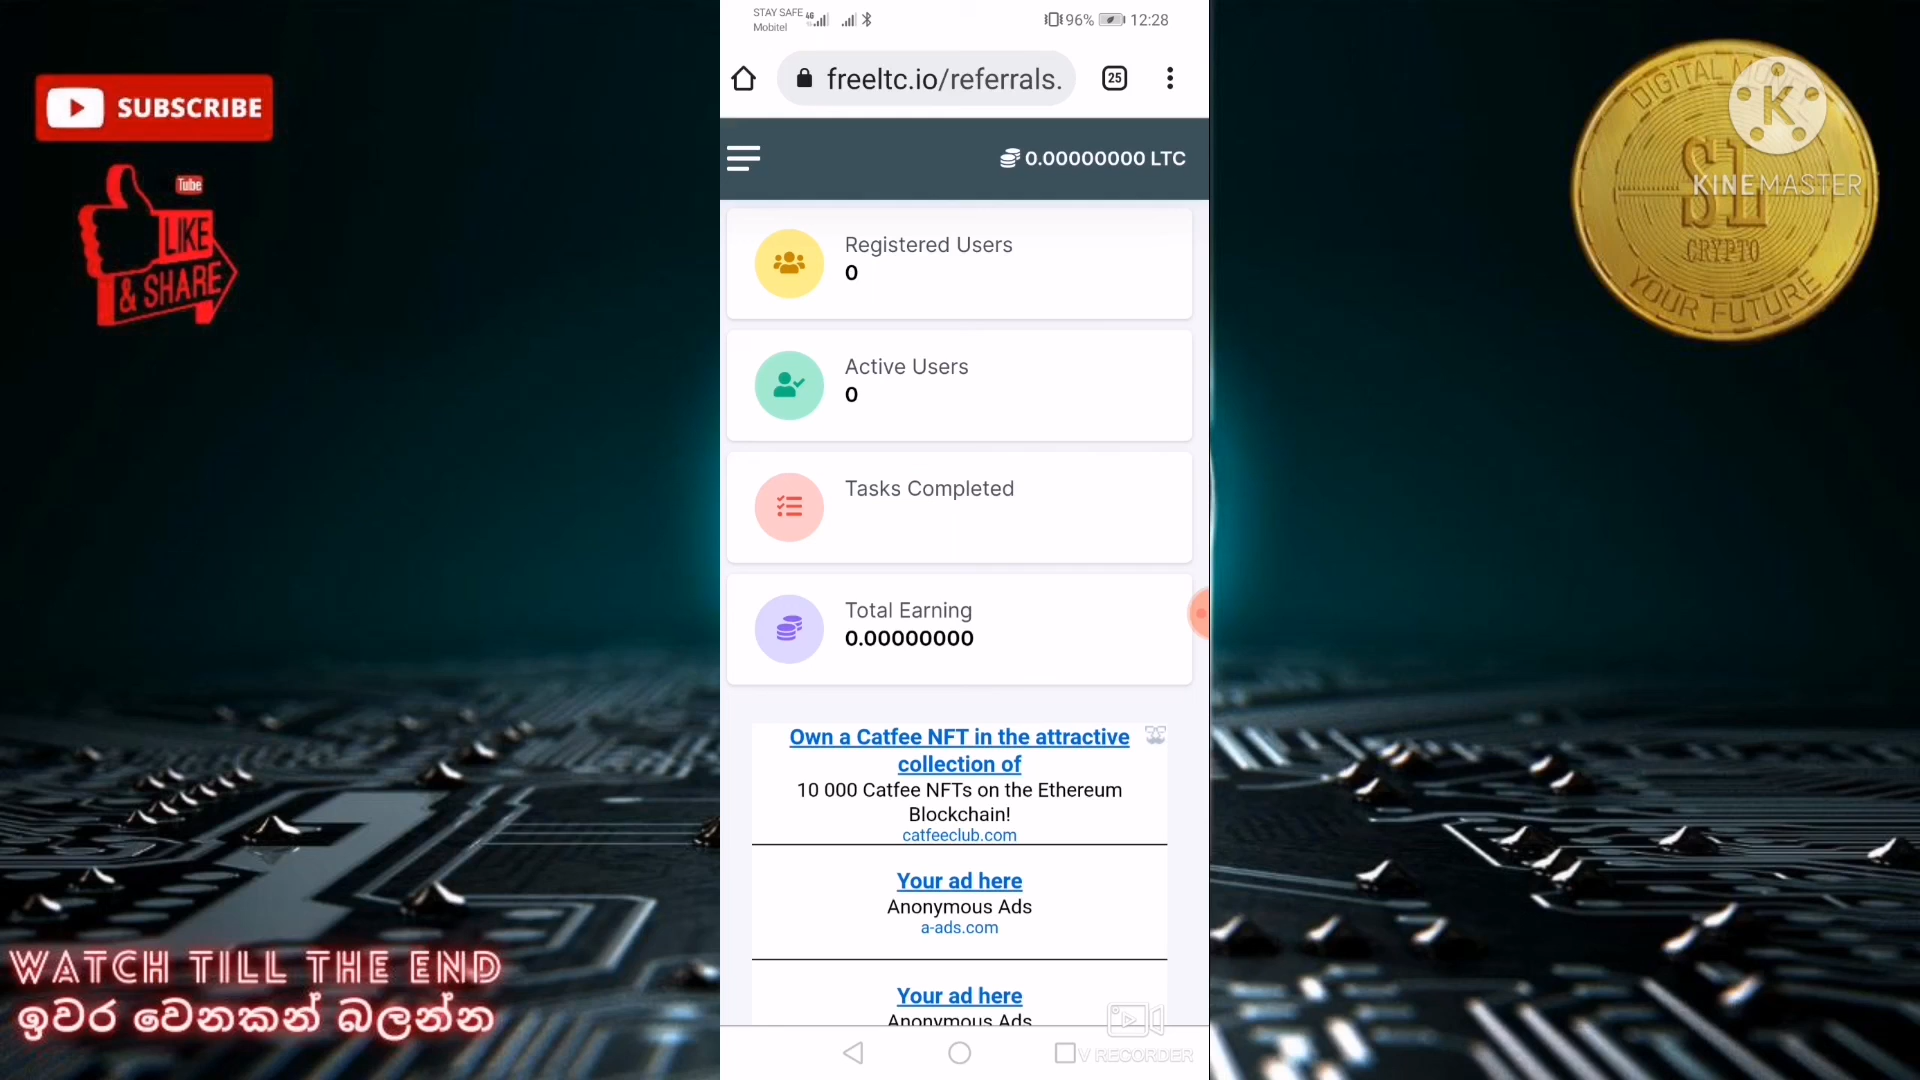 STAY SAFE
Mobitel
4G
96%
12:28
freeltc.io/referrals.
25
0.00000000 LTC
Registered Users
0
Active Users
0
Tasks Completed
Total Earning
0.00000000
Own a Catfee NFT in the attractive
collection of
10 000 Catfee NFTs on the Ethereum
Blockchain!
catfeeclub.com
Your ad here
Anonymous Ads
a-ads.com
Your ad here
Anonymous Ads
V RECORDER
SUBSCRIBE
Tube
LIKE
& SHARE
WATCH TILL THE END
ඉවර වෙනකන් බලන්න
K
KINEMASTER
SL
CRYPTO
YOUR FUTURE